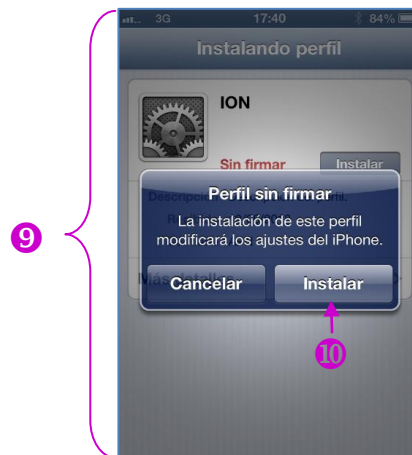 3G 17:40 84%
Instalando perfil
ION
Sin firmar Instalar
Perfil sin firmar
La instalación de este perfil
modificará los ajustes del iPhone.
Cancelar Instalar
9
10